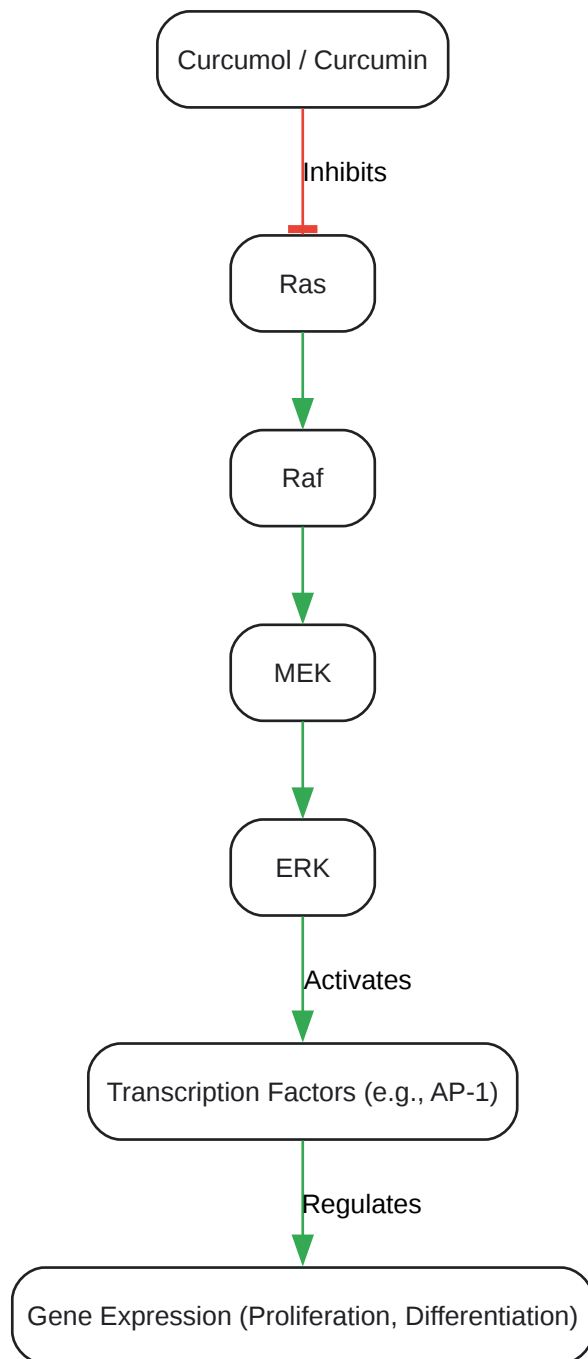 Curcumol / Curcumin
Inhibits
Ras
Raf
MEK
ERK
Activates
Transcription Factors (e.g., AP-1)
Regulates
Gene Expression (Proliferation, Differentiation)